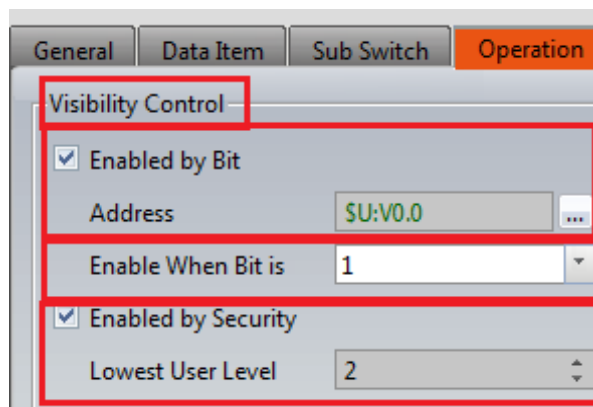 General Data Item Sub Switch Operation
Visibility Control
Enabled by Bit
Address $U:V0.0 ...
Enable When Bit is 1
Enabled by Security
Lowest User Level 2